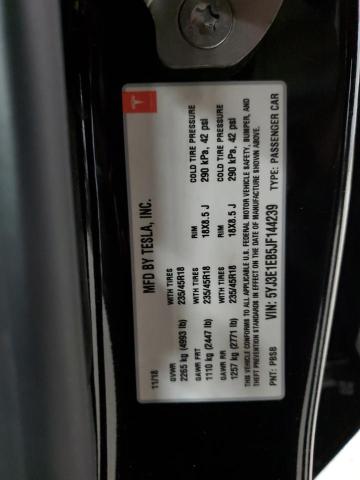 MFD BY TESLA, INC.
11/18
GVWR
2265 kg (4993 lb)
GAWR FRT WITH TIRES RIM COLD TIRE PRESSURE
1110 kg (2447 lb) 235/45R18 18X8.5 J 290 kPa, 42 psi
GAWR RR WITH TIRES RIM COLD TIRE PRESSURE
1257 kg (2771 lb) 235/45R18 18X8.5 J 290 kPa, 42 psi
THIS VEHICLE CONFORMS TO ALL APPLICABLE U.S. FEDERAL MOTOR VEHICLE SAFETY, BUMPER, AND
THEFT PREVENTION STANDARDS IN EFFECT ON THE DATE OF MANUFACTURE SHOWN ABOVE.
VIN: 5YJ3E1EB5JF144239 TYPE: PASSENGER CAR
PNT: PBSB